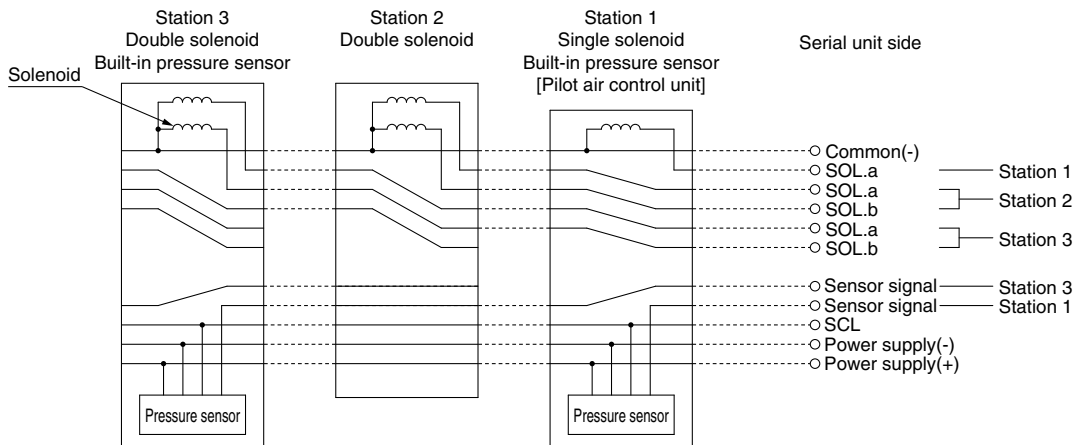 Station 3
Double solenoid
Built-in pressure sensor
Station 2
Double solenoid
Station 1
Single solenoid
Built-in pressure sensor
[Pilot air control unit]
Serial unit side
Solenoid
Common(-)
SOL.a
Station 1
SOL.a
SOL.b
Station 2
SOL.a
SOL.b
Station 3
Sensor signal
Station 3
Sensor signal
Station 1
SCL
Power supply(-)
Power supply(+)
Pressure sensor
Pressure sensor